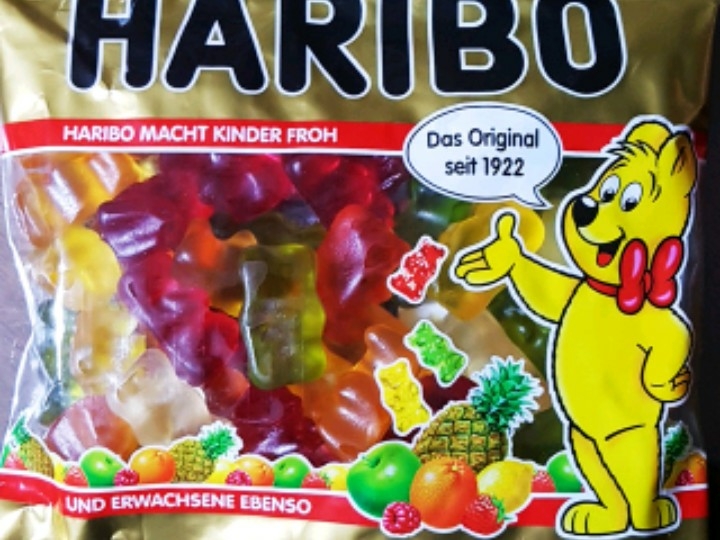 HARIBO
HARIBO MACHT KINDER FROH
Das Original
seit 1922
UND ERWACHSENE EBENSO